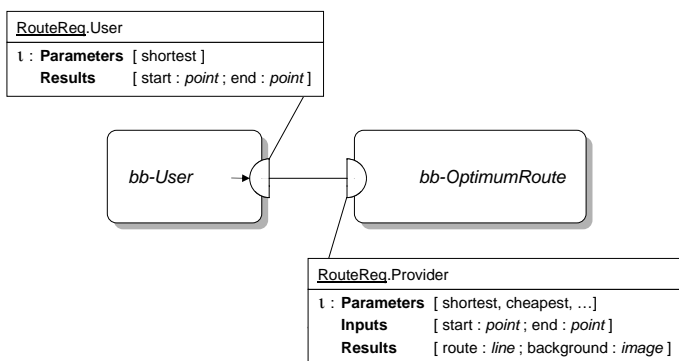 RouteReq.User
ι : Parameters [ shortest ]
Results [ start : point ; end : point ]
bb-User
bb-OptimumRoute
RouteReq.Provider
ι : Parameters [ shortest, cheapest, …]
Inputs [ start : point ; end : point ]
Results [ route : line ; background : image ]